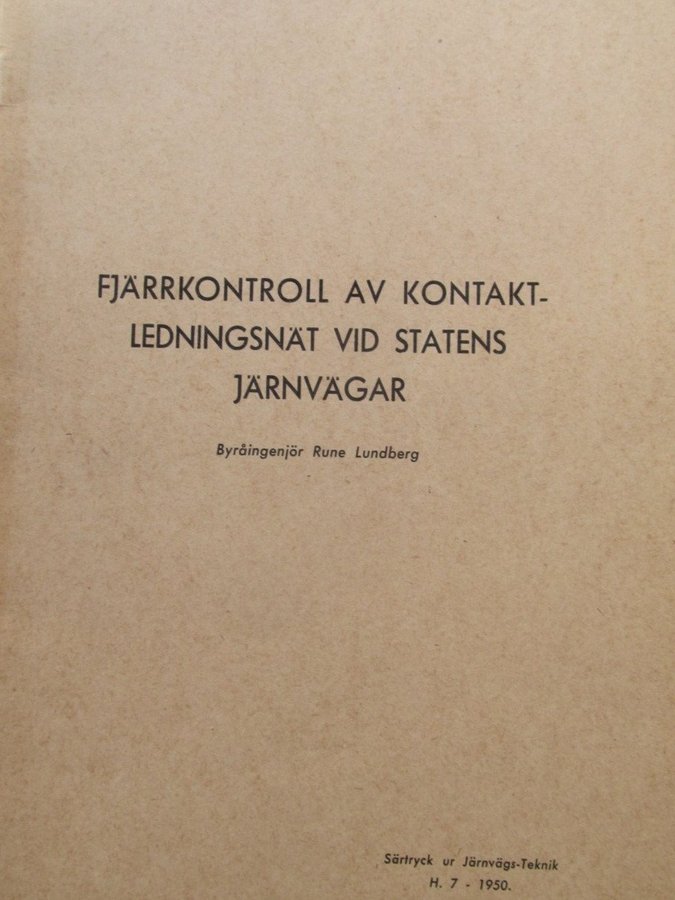 FJÄRRKONTROLL AV KONTAKT-
LEDNINGSNÄT VID STATENS
JÄRNVÄGAR
Byråingenjör Rune Lundberg
Särtryck ur Järnvägs-Teknik
H. 7 - 1950.